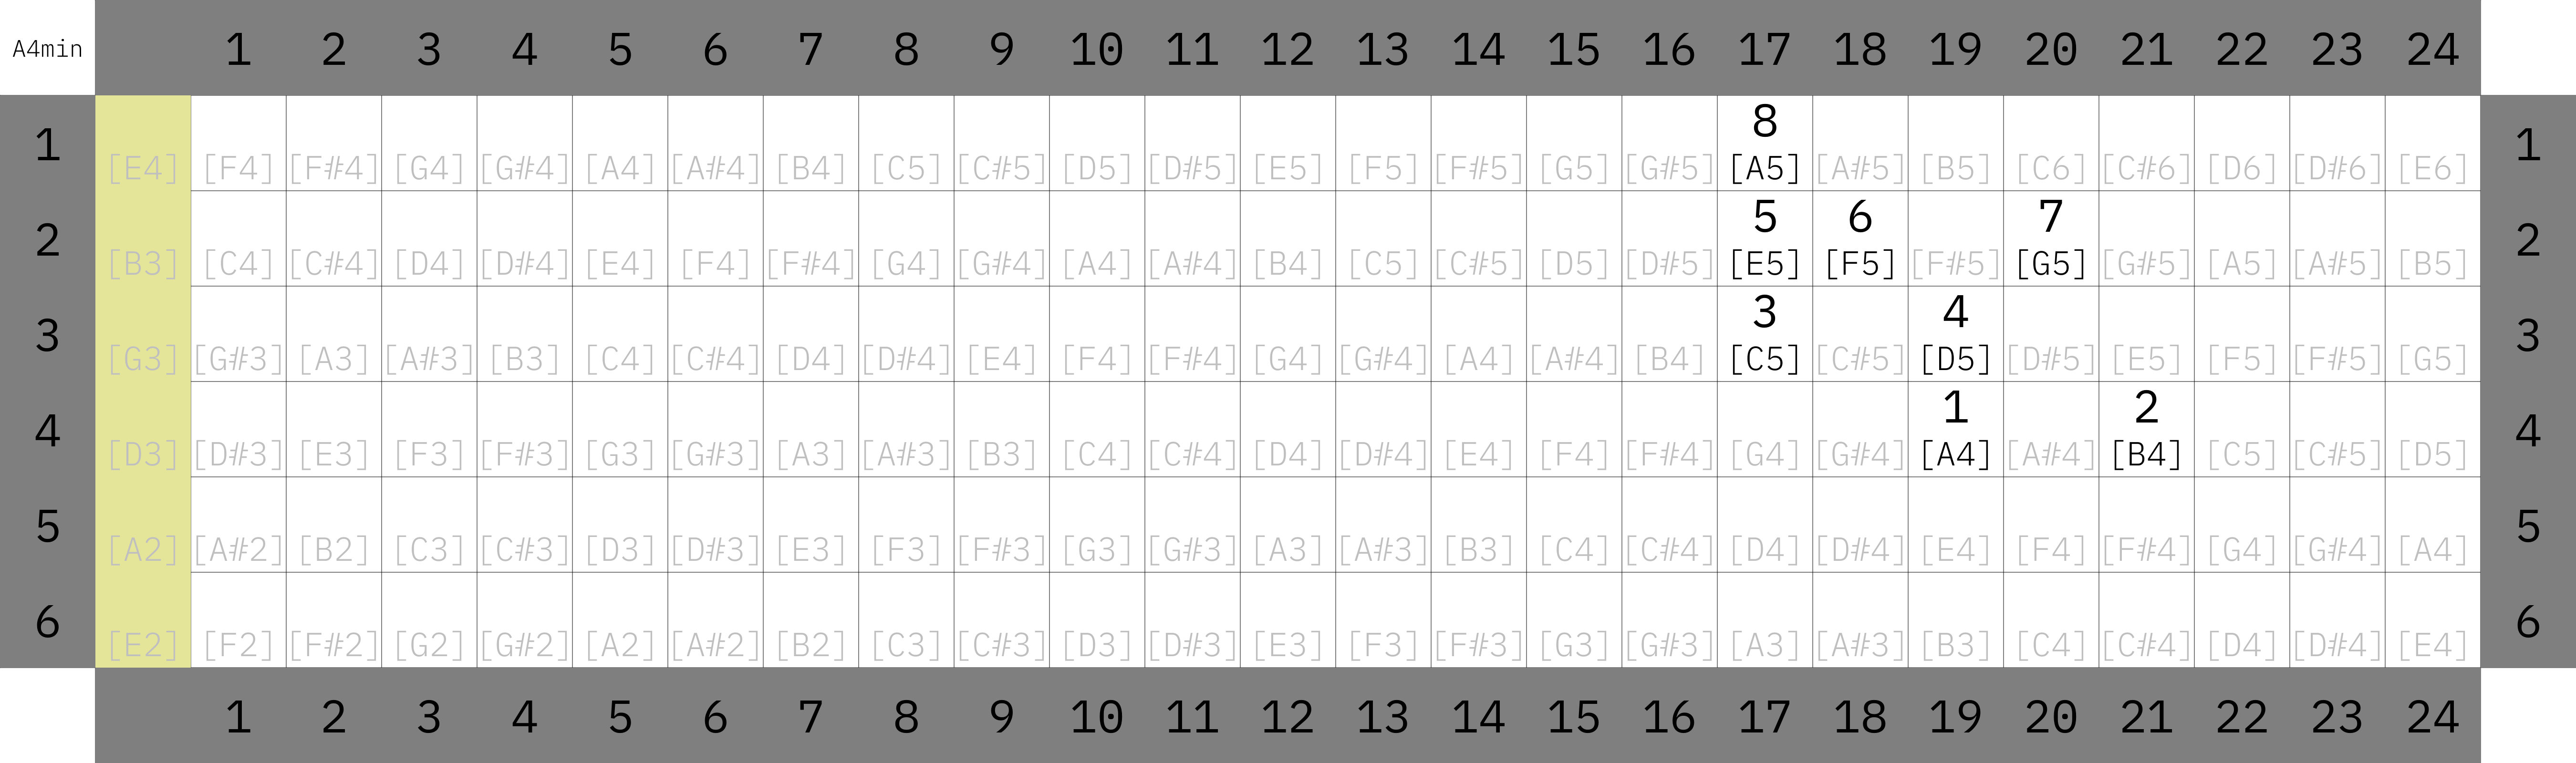 A4min 1 2 3 4 5 6 7 8 9 10 11 12 13 14 15 16 17 18 19 20 21 22 23 24
8
1 [E4] [F4] [F#4] [G4] [G#4] [A4] [A#4] [B4] [C5] [C#5] [D5] [D#5] [E5] [F5] [F#5] [G5] [G#5] [A5] [A#5] [B5] [C6] [C#6] [D6] [D#6] [E6] 1
5 6 7
2 [B3] [C4] [C#4] [D4] [D#4] [E4] [F4] [F#4] [G4] [G#4] [A4] [A#4] [B4] [C5] [C#5] [D5] [D#5] [E5] [F5] [F#5] [G5] [G#5] [A5] [A#5] [B5] 2
3 4
3 [G3] [G#3] [A3] [A#3] [B3] [C4] [C#4] [D4] [D#4] [E4] [F4] [F#4] [G4] [G#4] [A4] [A#4] [B4] [C5] [C#5] [D5] [D#5] [E5] [F5] [F#5] [G5] 3
1 2
4 [D3] [D#3] [E3] [F3] [F#3] [G3] [G#3] [A3] [A#3] [B3] [C4] [C#4] [D4] [D#4] [E4] [F4] [F#4] [G4] [G#4] [A4] [A#4] [B4] [C5] [C#5] [D5] 4
5 [A2] [A#2] [B2] [C3] [C#3] [D3] [D#3] [E3] [F3] [F#3] [G3] [G#3] [A3] [A#3] [B3] [C4] [C#4] [D4] [D#4] [E4] [F4] [F#4] [G4] [G#4] [A4] 5
6 [E2] [F2] [F#2] [G2] [G#2] [A2] [A#2] [B2] [C3] [C#3] [D3] [D#3] [E3] [F3] [F#3] [G3] [G#3] [A3] [A#3] [B3] [C4] [C#4] [D4] [D#4] [E4] 6
1 2 3 4 5 6 7 8 9 10 11 12 13 14 15 16 17 18 19 20 21 22 23 24